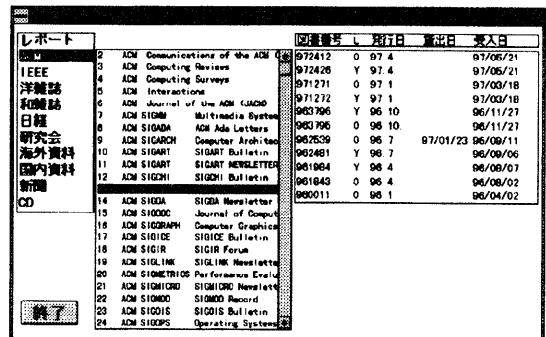 レポート
IEEE
洋雑誌
和雑誌
日経
研究会
海外資料
国内資料
新聞
CD
終了
2 ACM Communications of the ACM
3 ACM Computing Reviews
4 ACM Computing Surveys
5 ACM Interactions
6 ACM Journal of the ACM (JACM)
7 ACM SIGMM Multimedia System
8 ACM SIGADA ACM Ada Letters
9 ACM SIGARCH Computer Architec
10 ACM SIGART SIGART Bulletin
11 ACM SIGART SIGART NEWSLETTER
12 ACM SIGCHI SIGCHI Bulletin
14 ACM SIGDA SIGDA Newsletter
15 ACM SIGDOC Journal of Comput
16 ACM SIGGRAPH Computer Graphics
17 ACM SIGICE SIGICE Bulletin
18 ACM SIGIR SIGIR Forum
19 ACM SIGLINK SIGLINK Newslette
20 ACM SIGMETRICS Performance Evalu
21 ACM SIGMICRO SIGMICRO Newslett
22 ACM SIGMOD SIGMOD Record
23 ACM SIGOIS SIGOIS Bulletin
24 ACM SIGOPS Operating Systems
図書番号 L 発行日 貸出日 受入日
972412 0 97 4 97/05/21
972426 Y 97 4 97/05/21
971271 0 97 1 97/03/18
971272 Y 97 1 97/03/18
963796 Y 96 10 96/11/27
963795 0 96 10 96/11/27
962539 0 96 7 97/01/23 96/09/11
962481 Y 96 7 96/09/06
961984 Y 96 4 96/08/07
961943 0 96 4 96/08/02
960011 0 96 1 96/04/02